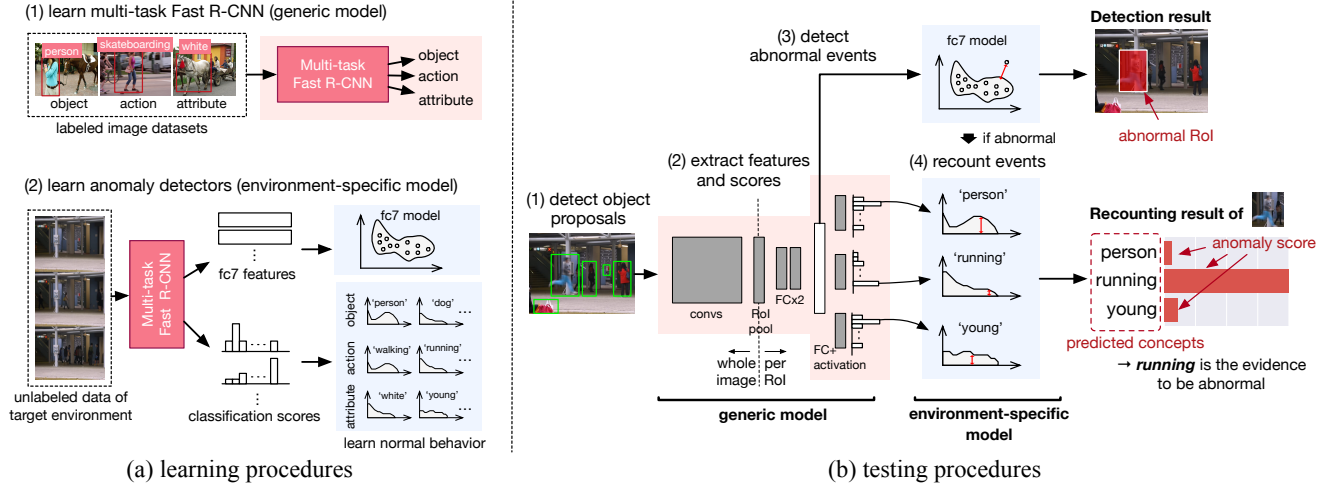 (1) learn multi-task Fast R-CNN (generic model)
person
skateboarding
white
object
action
attribute
labeled image datasets
Multi-task
Fast R-CNN
object
action
attribute
(2) learn anomaly detectors (environment-specific model)
unlabeled data of
target environment
Multi-task
Fast R-CNN
fc7 features
classification scores
fc7 model
object
'person'
'dog'
action
'walking'
'running'
attribute
'white'
'young'
learn normal behavior
(a) learning procedures
(1) detect object
proposals
(2) extract features
and scores
convs
RoI
pool
FCx2
FC+
activation
whole
image
per
RoI
generic model
(3) detect
abnormal events
fc7 model
if abnormal
(4) recount events
'person'
'running'
'young'
environment-specific
model
Detection result
abnormal RoI
Recounting result of
person
running
young
anomaly score
predicted concepts
→ running is the evidence
to be abnormal
(b) testing procedures